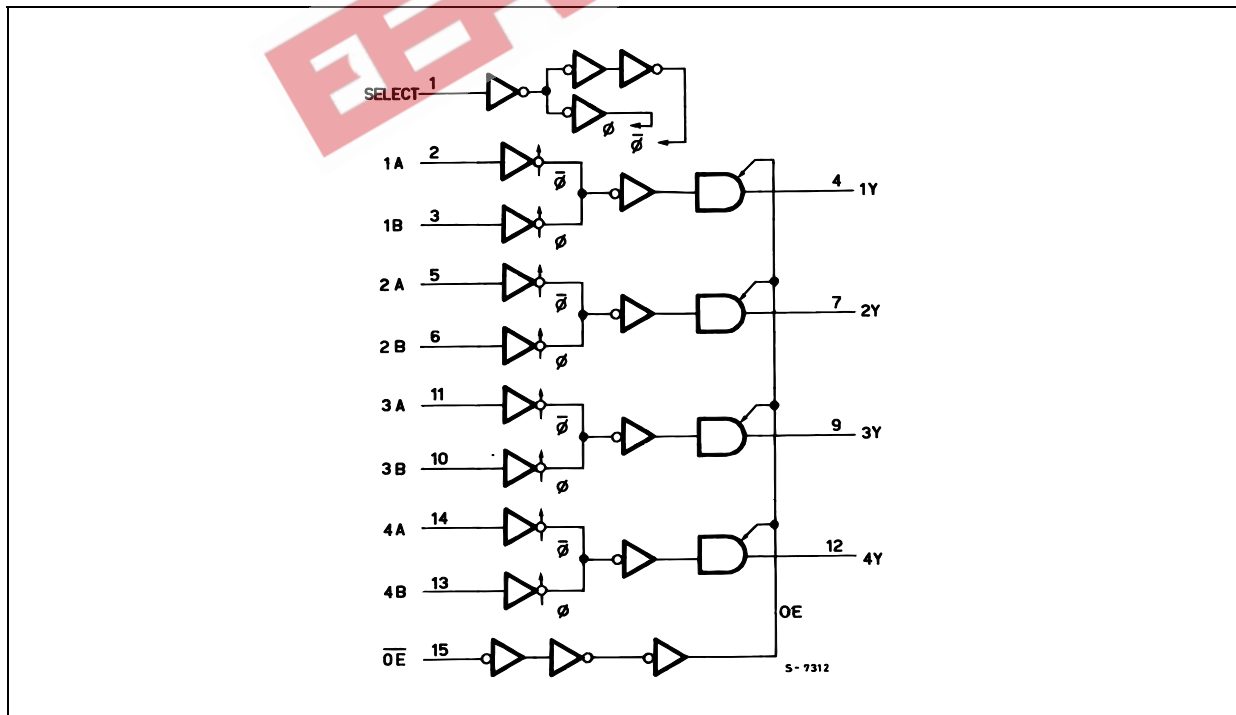 SELECT 1
Ø
Ø̅
1A 2
Ø̅
4 1Y
1B 3
Ø
2A 5
Ø̅
7 2Y
2B 6
Ø
3A 11
Ø̅
9 3Y
3B 10
Ø
4A 14
Ø̅
12 4Y
4B 13
Ø
OE
O̅E̅ 15
S-7312